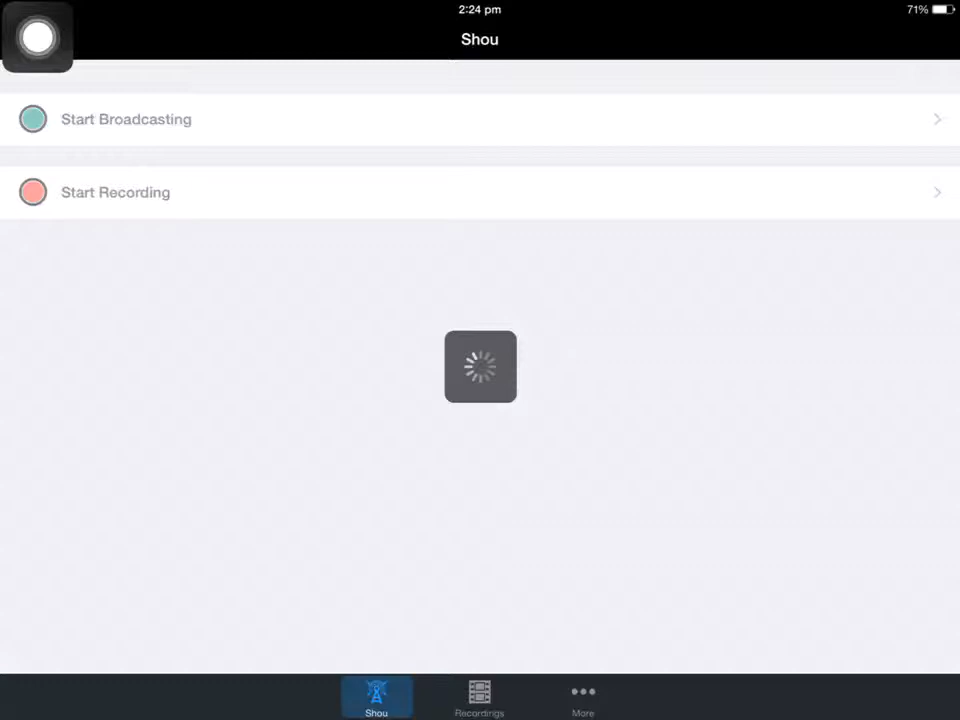 2:24 pm
71%
Shou
Start Broadcasting
Start Recording
Shou
Recordings
More